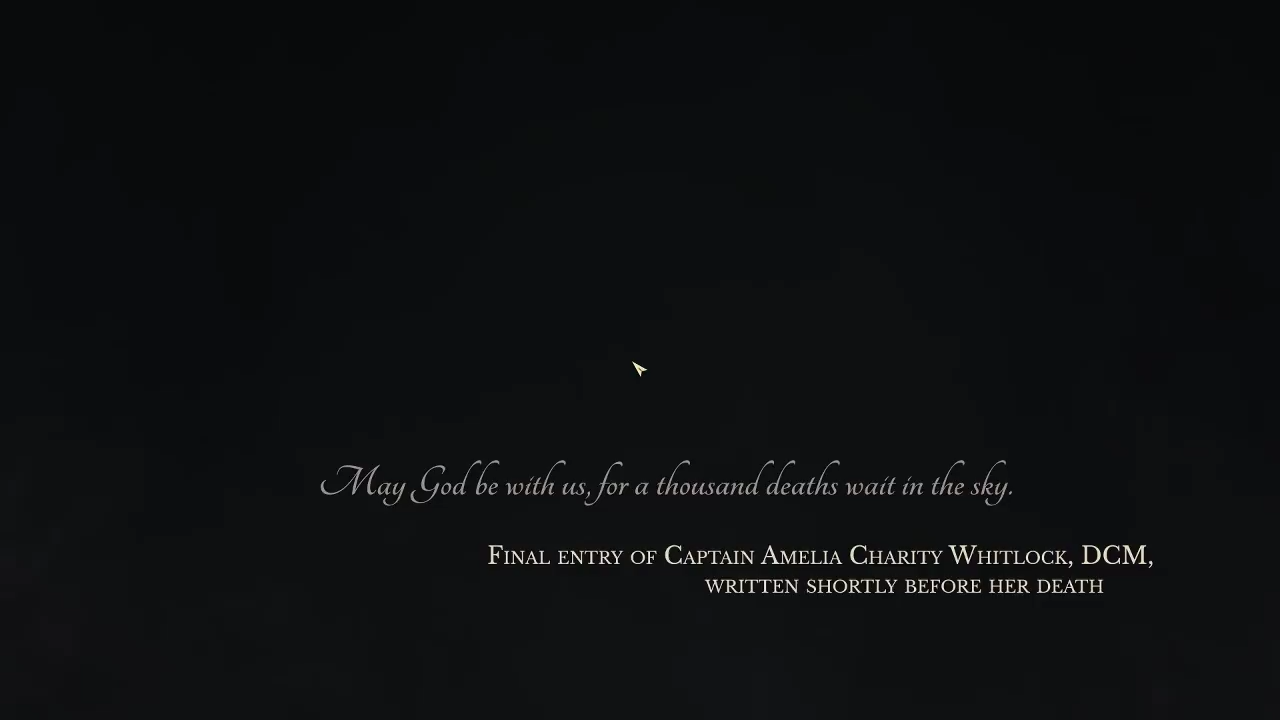 May God be with us, for a thousand deaths wait in the sky.
Final entry of Captain Amelia Charity Whitlock, DCM,
written shortly before her death